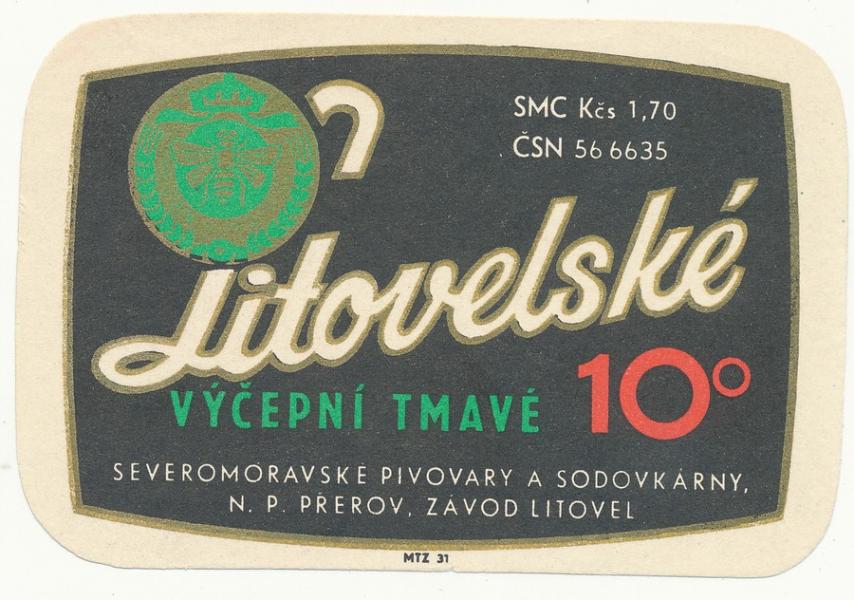 SMC Kčs 1,70
ČSN 56 6635
Litovelské
VÝČEPNÍ TMAVÉ 10°
SEVEROMORAVSKÉ PIVOVARY A SODOVKÁRNY,
N. P. PŘEROV, ZÁVOD LITOVEL
MTZ 31